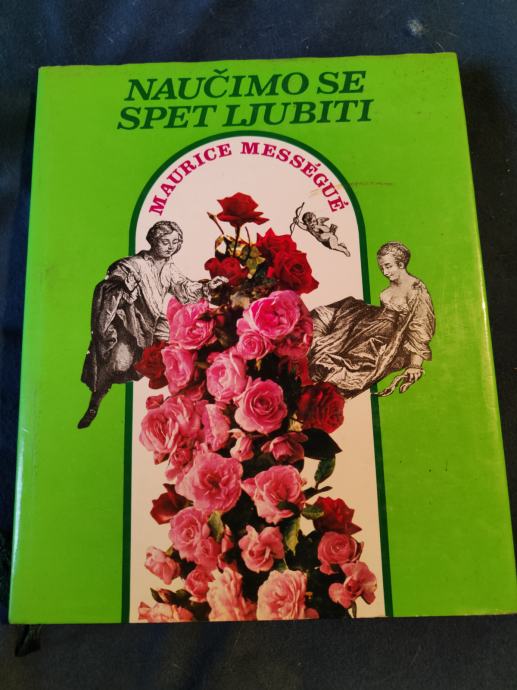 NAUČIMO SE
SPET LJUBITI
MAURICE MESSÉGUÉ